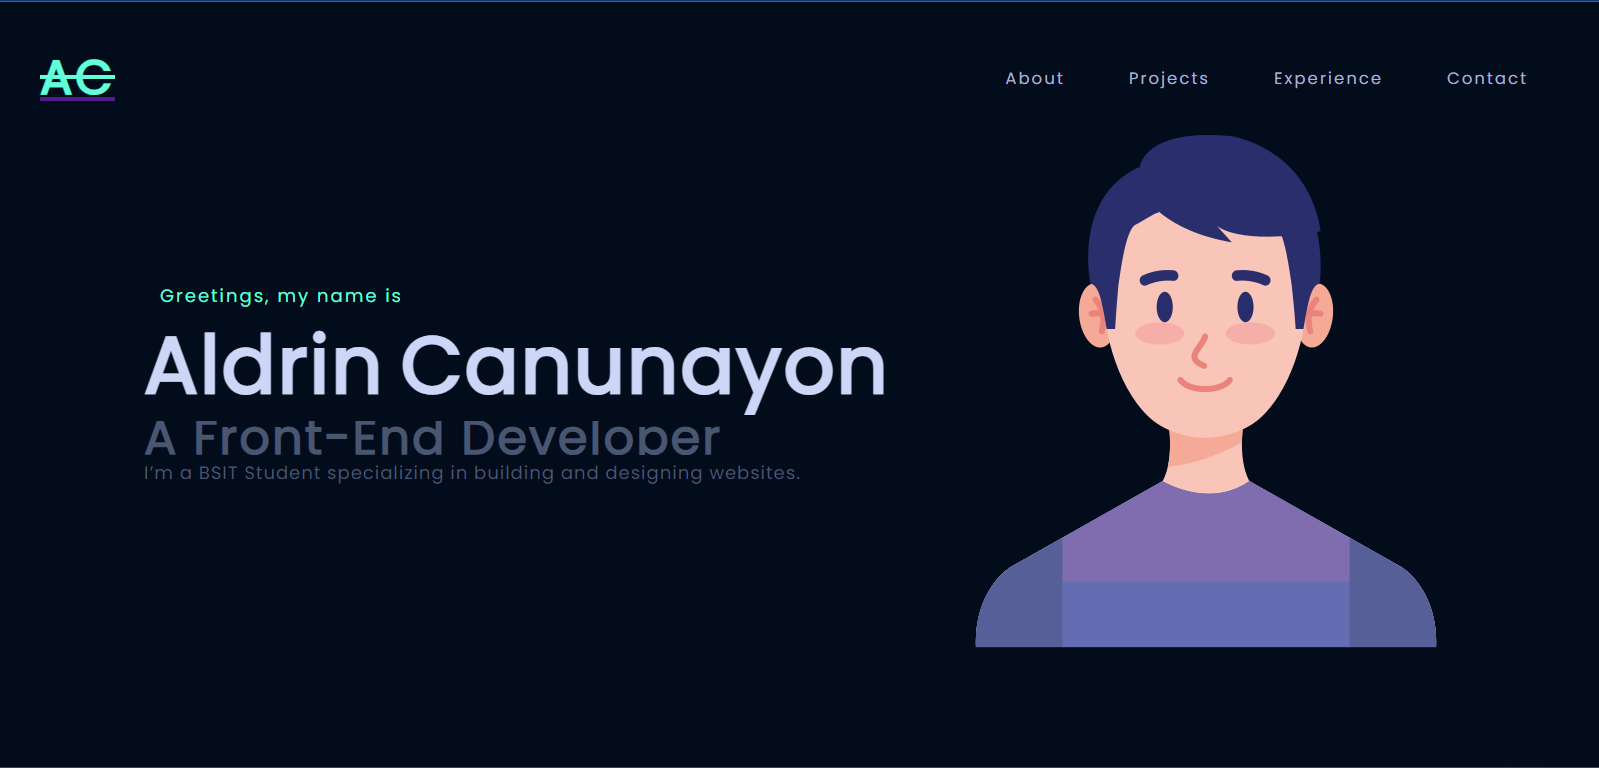 AC
About Projects Experience Contact
Greetings, my name is
Aldrin Canunayon
A Front-End Developer
I’m a BSIT Student specializing in building and designing websites.